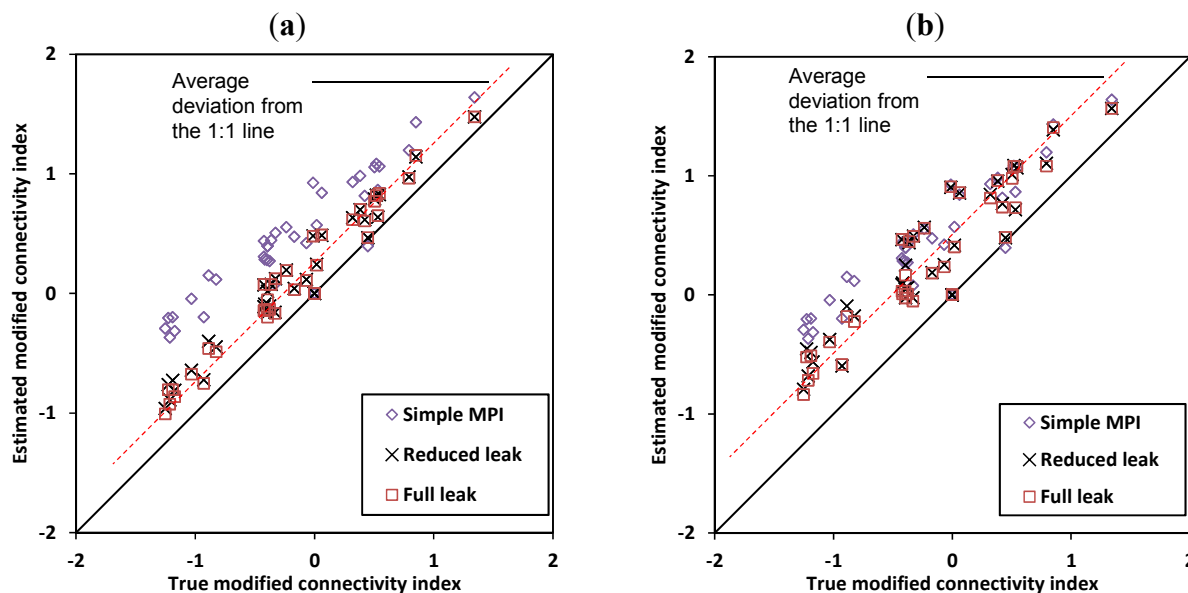 (a)
Estimated modified connectivity index
2
1
0
-1
-2
Average
deviation from
the 1:1 line
Simple MPI
Reduced leak
Full leak
-2
-1
0
1
2
True modified connectivity index
(b)
Estimated modified connectivity index
2
1
0
-1
-2
Average
deviation from
the 1:1 line
Simple MPI
Reduced leak
Full leak
-2
-1
0
1
2
True modified connectivity index